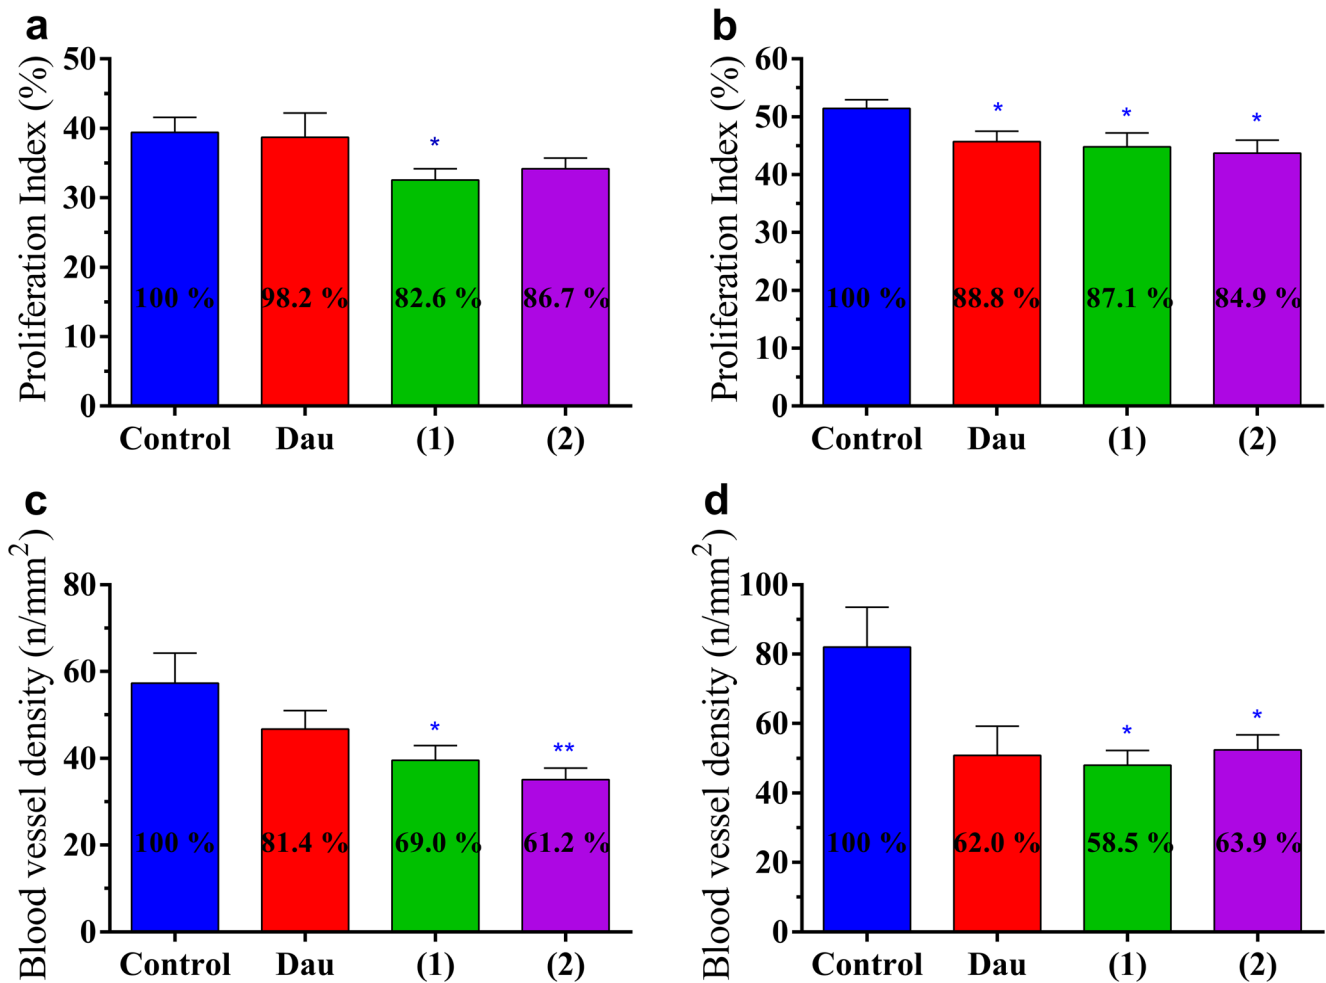 a
Proliferation Index (%)
50
40
30
20
10
0
*
100 % 98.2 % 82.6 % 86.7 %
Control Dau (1) (2)
b
Proliferation Index (%)
60
50
40
30
20
10
0
* * *
100 % 88.8 % 87.1 % 84.9 %
Control Dau (1) (2)
c
Blood vessel density (n/mm²)
80
60
40
20
0
* **
100 % 81.4 % 69.0 % 61.2 %
Control Dau (1) (2)
d
Blood vessel density (n/mm²)
100
80
60
40
20
0
* *
100 % 62.0 % 58.5 % 63.9 %
Control Dau (1) (2)